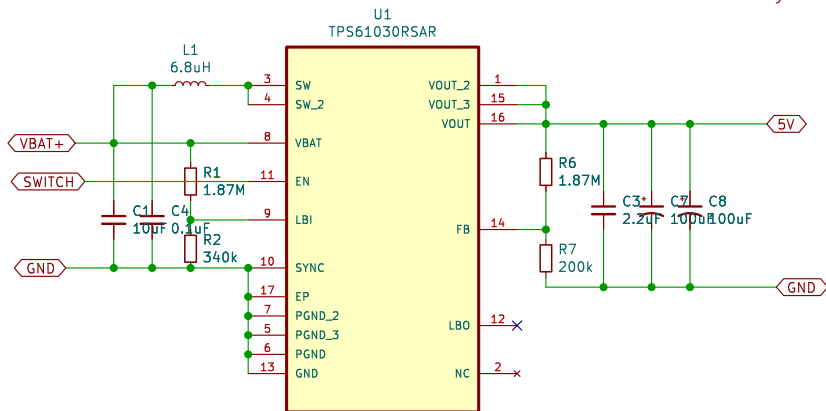 U1
TPS61030RSAR
L1
6.8uH
3 SW
4 SW_2
8 VBAT
11 EN
9 LBI
10 SYNC
17 EP
7 PGND_2
5 PGND_3
6 PGND
13 GND
VOUT_2 1
VOUT_3 15
VOUT 16
FB 14
LBO 12
NC 2
VBAT+
SWITCH
GND
R1
1.87M
C1
10uF
C4
0.1uF
R2
340k
R6
1.87M
R7
200k
C3
2.2uF
C7
100uF
C8
100uF
5V
GND